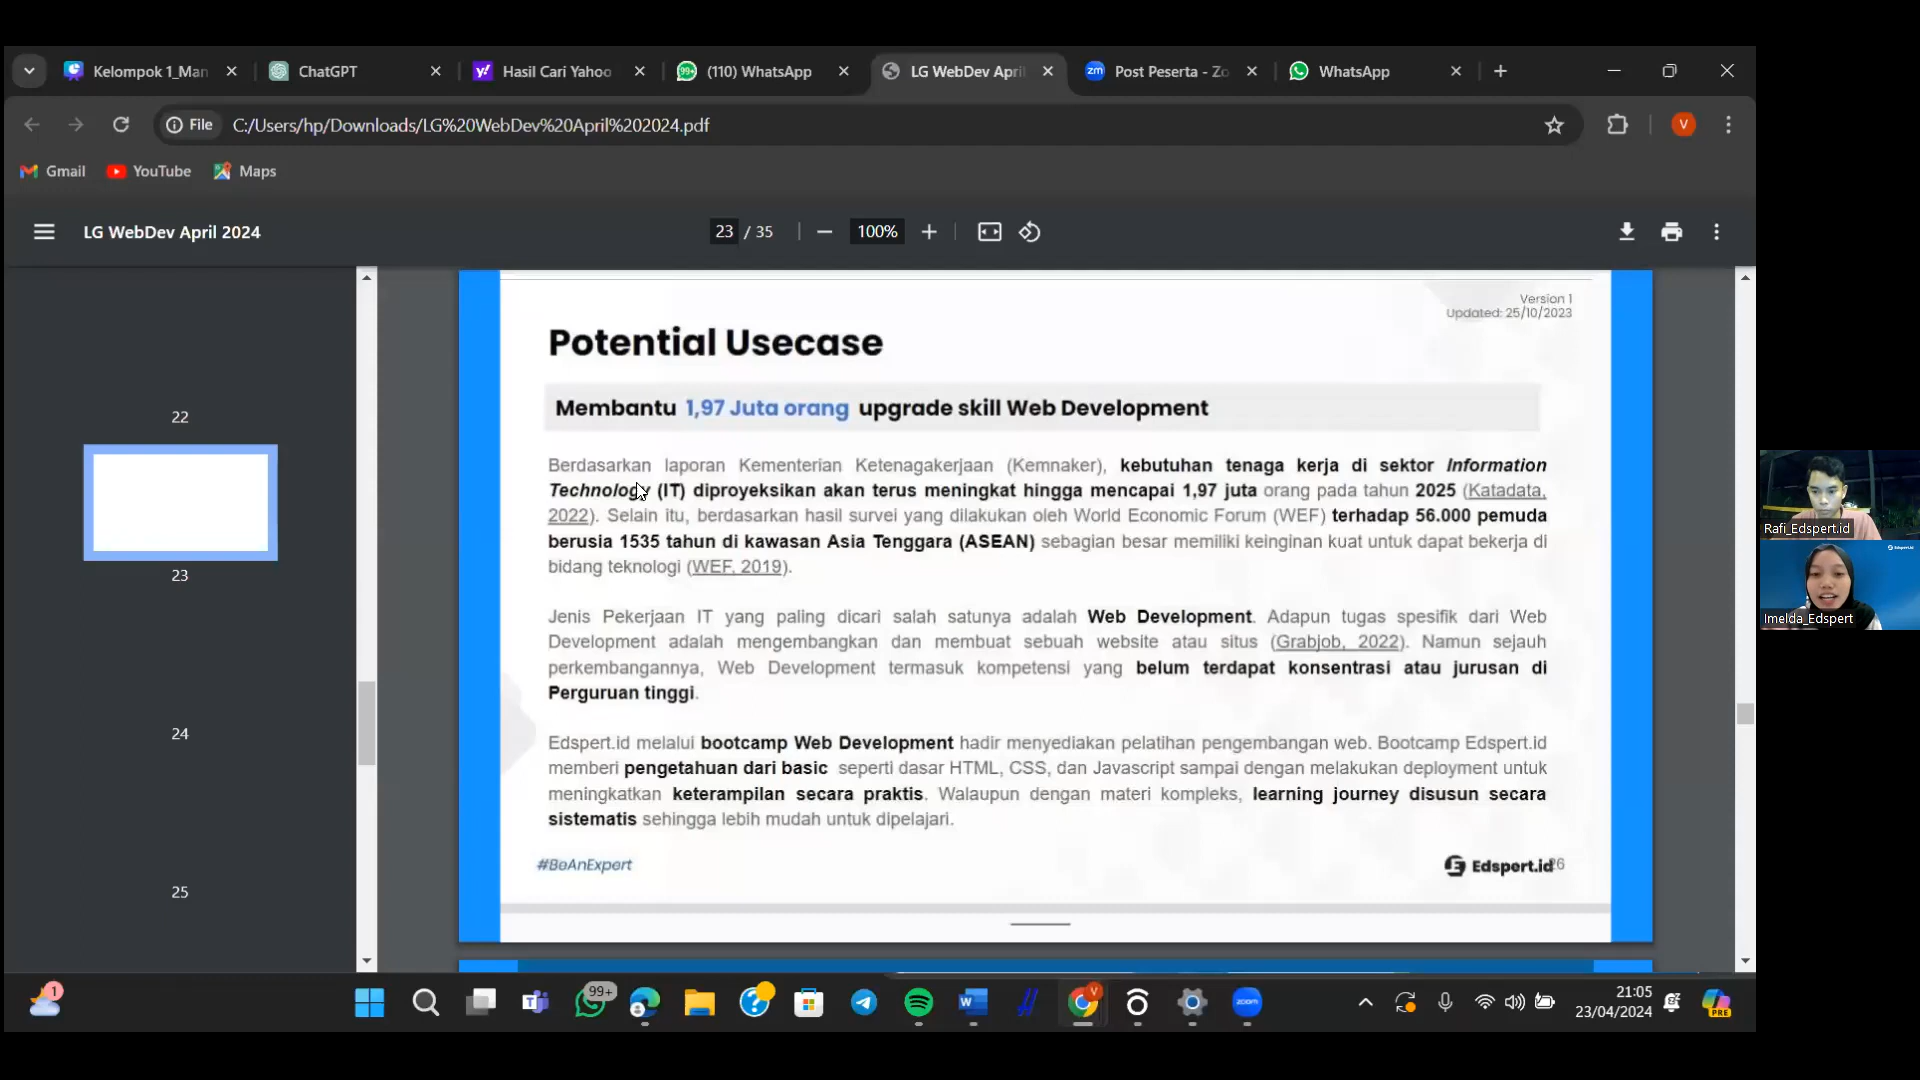 Kelompok 1_Man
ChatGPT
Hasil Cari Yahoo
(110) WhatsApp
LG WebDev April
Post Peserta - Zo
WhatsApp
File
C:/Users/hp/Downloads/LG%20WebDev%20April%202024.pdf
V
Gmail
YouTube
Maps
LG WebDev April 2024
23 / 35
100%
22
23
24
25
Version 1
Updated: 25/10/2023
Potential Usecase
Membantu 1,97 Juta orang upgrade skill Web Development
Berdasarkan laporan Kementerian Ketenagakerjaan (Kemnaker), kebutuhan tenaga kerja di sektor Information
Technology (IT) diproyeksikan akan terus meningkat hingga mencapai 1,97 juta orang pada tahun 2025 (Katadata,
2022). Selain itu, berdasarkan hasil survei yang dilakukan oleh World Economic Forum (WEF) terhadap 56.000 pemuda
berusia 1535 tahun di kawasan Asia Tenggara (ASEAN) sebagian besar memiliki keinginan kuat untuk dapat bekerja di
bidang teknologi (WEF, 2019).
Jenis Pekerjaan IT yang paling dicari salah satunya adalah Web Development. Adapun tugas spesifik dari Web
Development adalah mengembangkan dan membuat sebuah website atau situs (Grabjob, 2022). Namun sejauh
perkembangannya, Web Development termasuk kompetensi yang belum terdapat konsentrasi atau jurusan di
Perguruan tinggi.
Edspert.id melalui bootcamp Web Development hadir menyediakan pelatihan pengembangan web. Bootcamp Edspert.id
memberi pengetahuan dari basic seperti dasar HTML, CSS, dan Javascript sampai dengan melakukan deployment untuk
meningkatkan keterampilan secara praktis. Walaupun dengan materi kompleks, learning journey disusun secara
sistematis sehingga lebih mudah untuk dipelajari.
#BeAnExpert
Edspert.id
26
Rafi_Edspert.id
Edspert.id
Imelda_Edspert
1
99+
V
zoom
21:05
23/04/2024
PRE